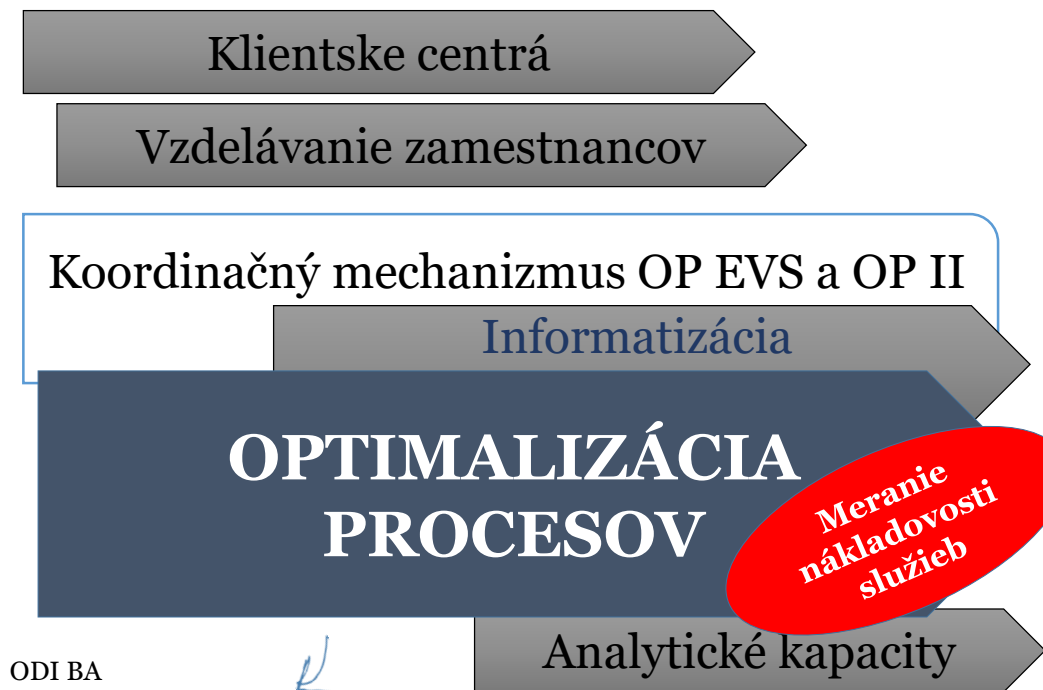 Klientske centrá
Vzdelávanie zamestnancov
Koordinačný mechanizmus OP EVS a OP II
Informatizácia
OPTIMALIZÁCIA
PROCESOV
Meranie
nákladovosti
služieb
Analytické kapacity
ODI BA